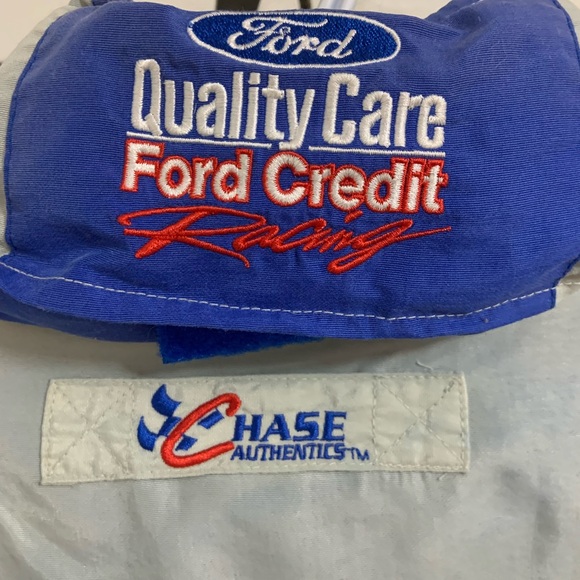 Ford
Quality Care
Ford Credit
Racing
CHASE
AUTHENTICS™